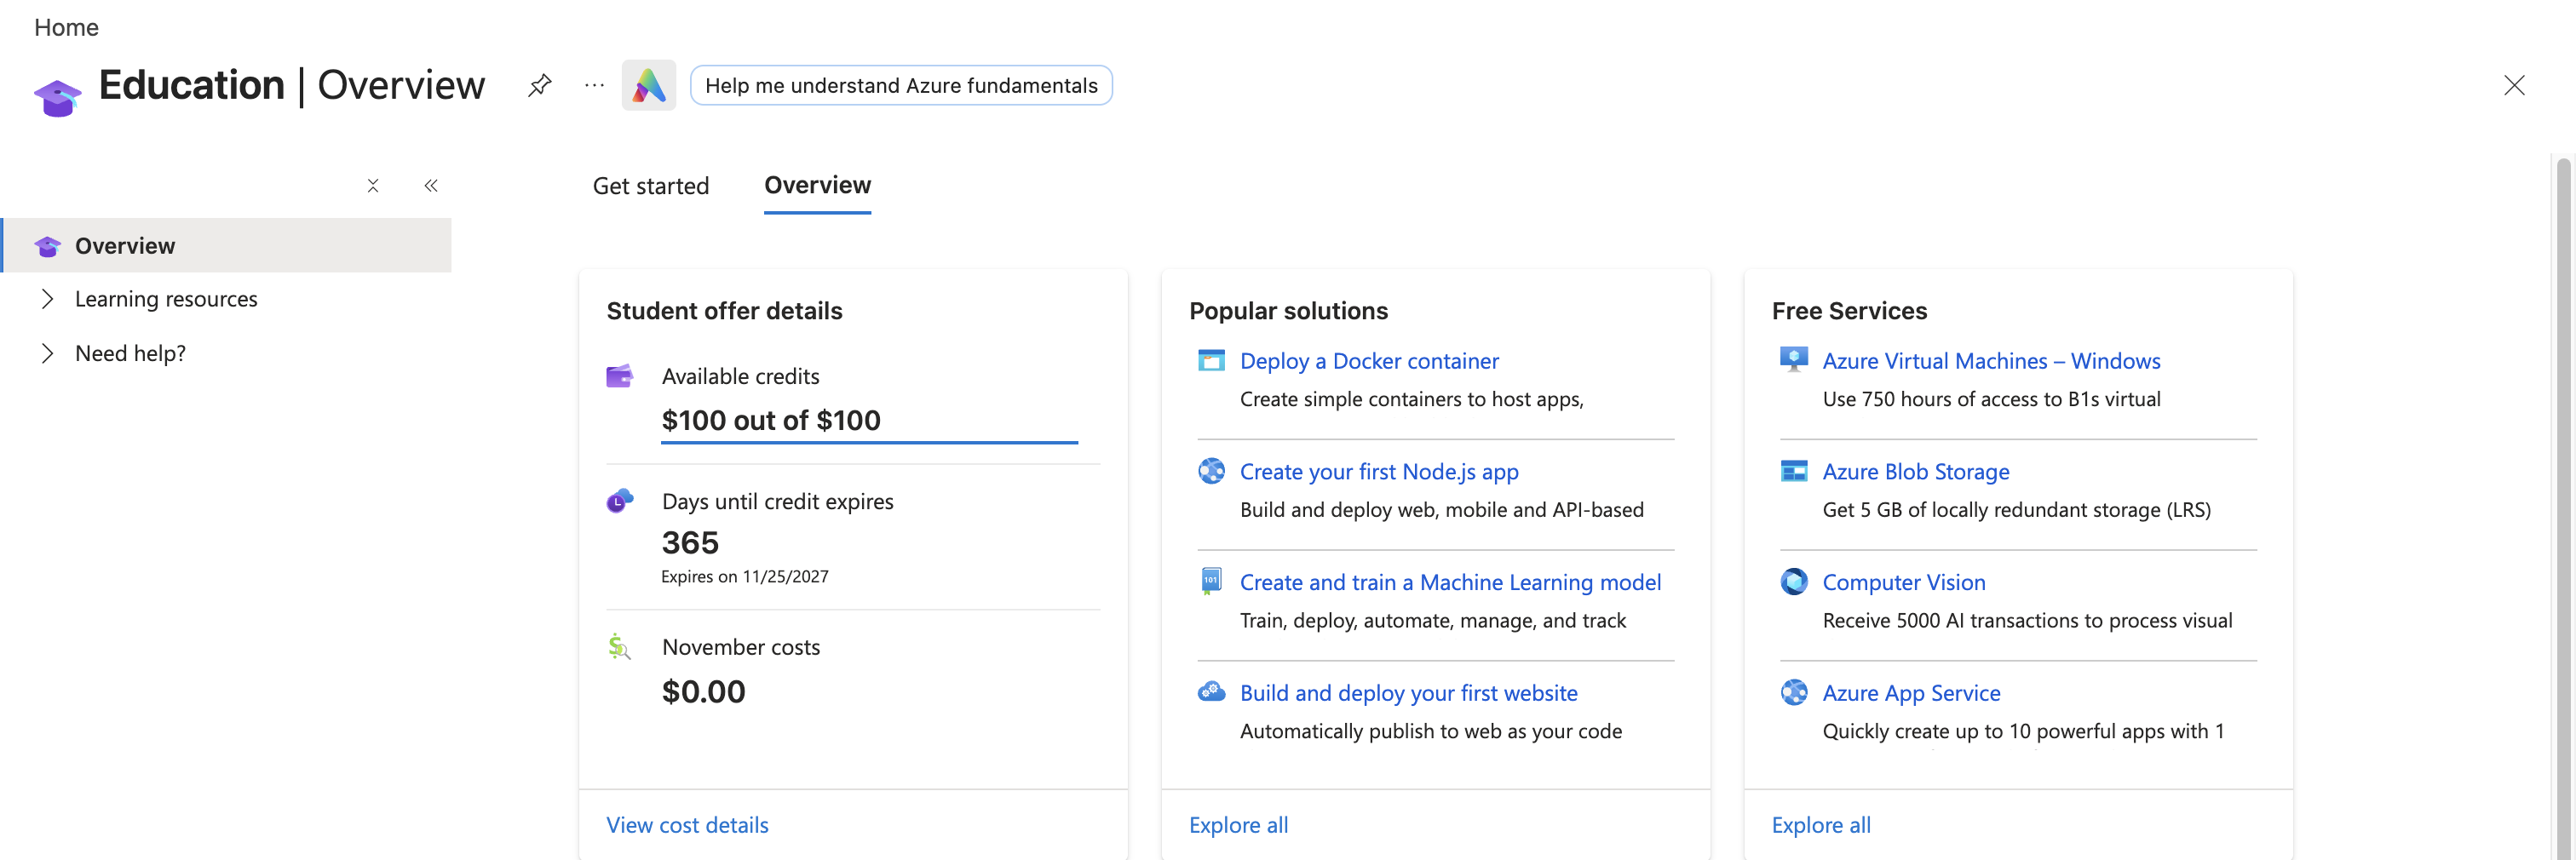 Home
Education | Overview
Help me understand Azure fundamentals
Get started
Overview
Overview
Learning resources
Need help?
Student offer details
Available credits
$100 out of $100
Days until credit expires
365
Expires on 11/25/2027
November costs
$0.00
View cost details
Popular solutions
Deploy a Docker container
Create simple containers to host apps,
Create your first Node.js app
Build and deploy web, mobile and API-based
Create and train a Machine Learning model
Train, deploy, automate, manage, and track
Build and deploy your first website
Automatically publish to web as your code
Explore all
Free Services
Azure Virtual Machines – Windows
Use 750 hours of access to B1s virtual
Azure Blob Storage
Get 5 GB of locally redundant storage (LRS)
Computer Vision
Receive 5000 AI transactions to process visual
Azure App Service
Quickly create up to 10 powerful apps with 1
Explore all